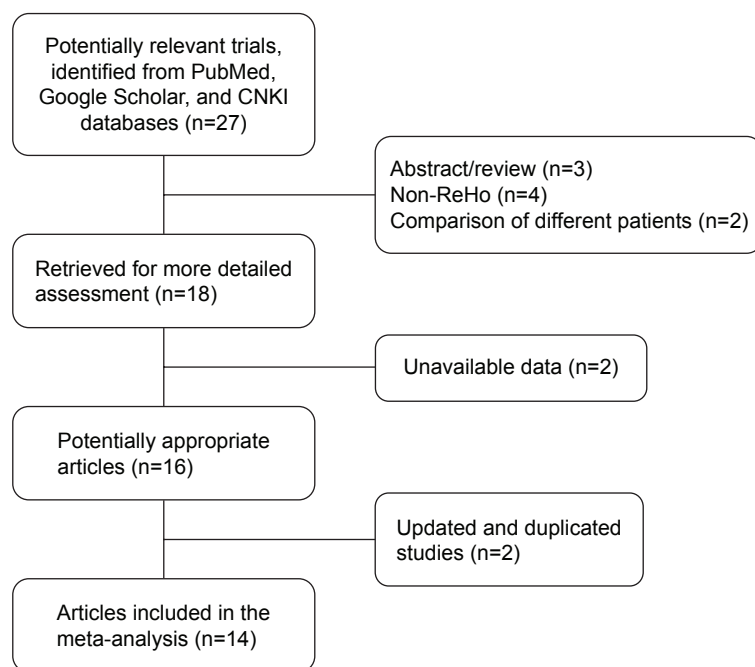 Potentially relevant trials,
identified from PubMed,
Google Scholar, and CNKI
databases (n=27)
Abstract/review (n=3)
Non-ReHo (n=4)
Comparison of different patients (n=2)
Retrieved for more detailed
assessment (n=18)
Unavailable data (n=2)
Potentially appropriate
articles (n=16)
Updated and duplicated
studies (n=2)
Articles included in the
meta-analysis (n=14)